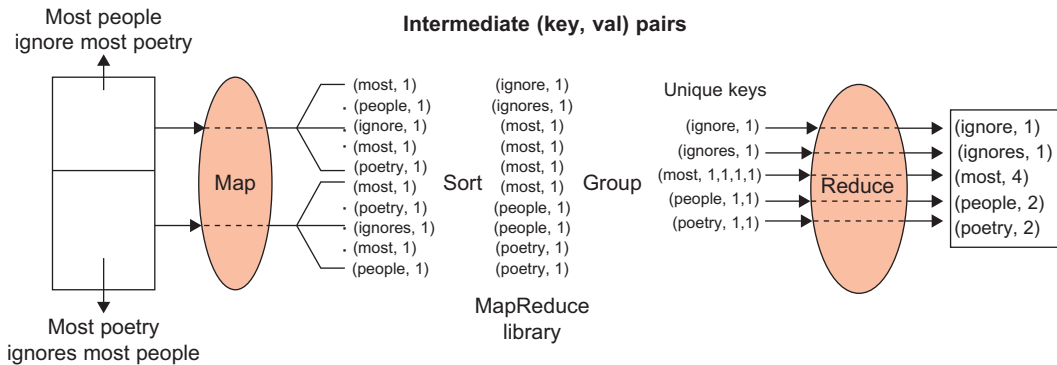 Most people
ignore most poetry
Intermediate (key, val) pairs
Map
(most, 1)
(people, 1)
(ignore, 1)
(most, 1)
(poetry, 1)
(most, 1)
(poetry, 1)
(ignores, 1)
(most, 1)
(people, 1)
Sort
(ignore, 1)
(ignores, 1)
(most, 1)
(most, 1)
(most, 1)
(most, 1)
(people, 1)
(people, 1)
(poetry, 1)
(poetry, 1)
Group
Unique keys
(ignore, 1)
(ignores, 1)
(most, 1,1,1,1)
(people, 1,1)
(poetry, 1,1)
Reduce
(ignore, 1)
(ignores, 1)
(most, 4)
(people, 2)
(poetry, 2)
MapReduce
library
Most poetry
ignores most people